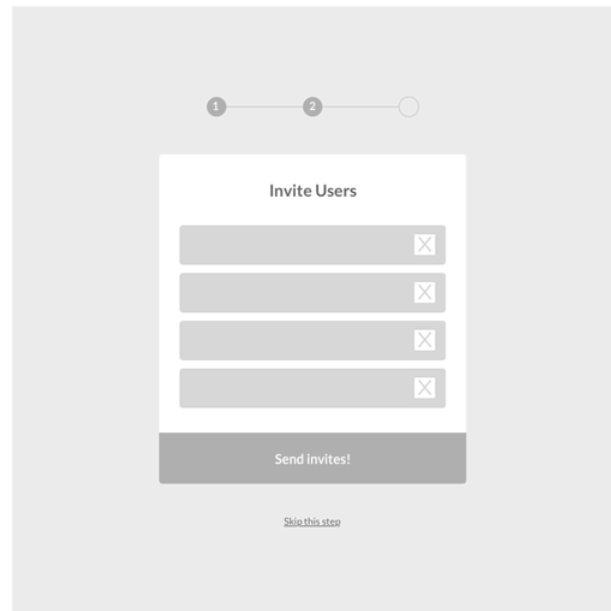 1 2
Invite Users
X
X
X
X
Send invites!
Skip this step